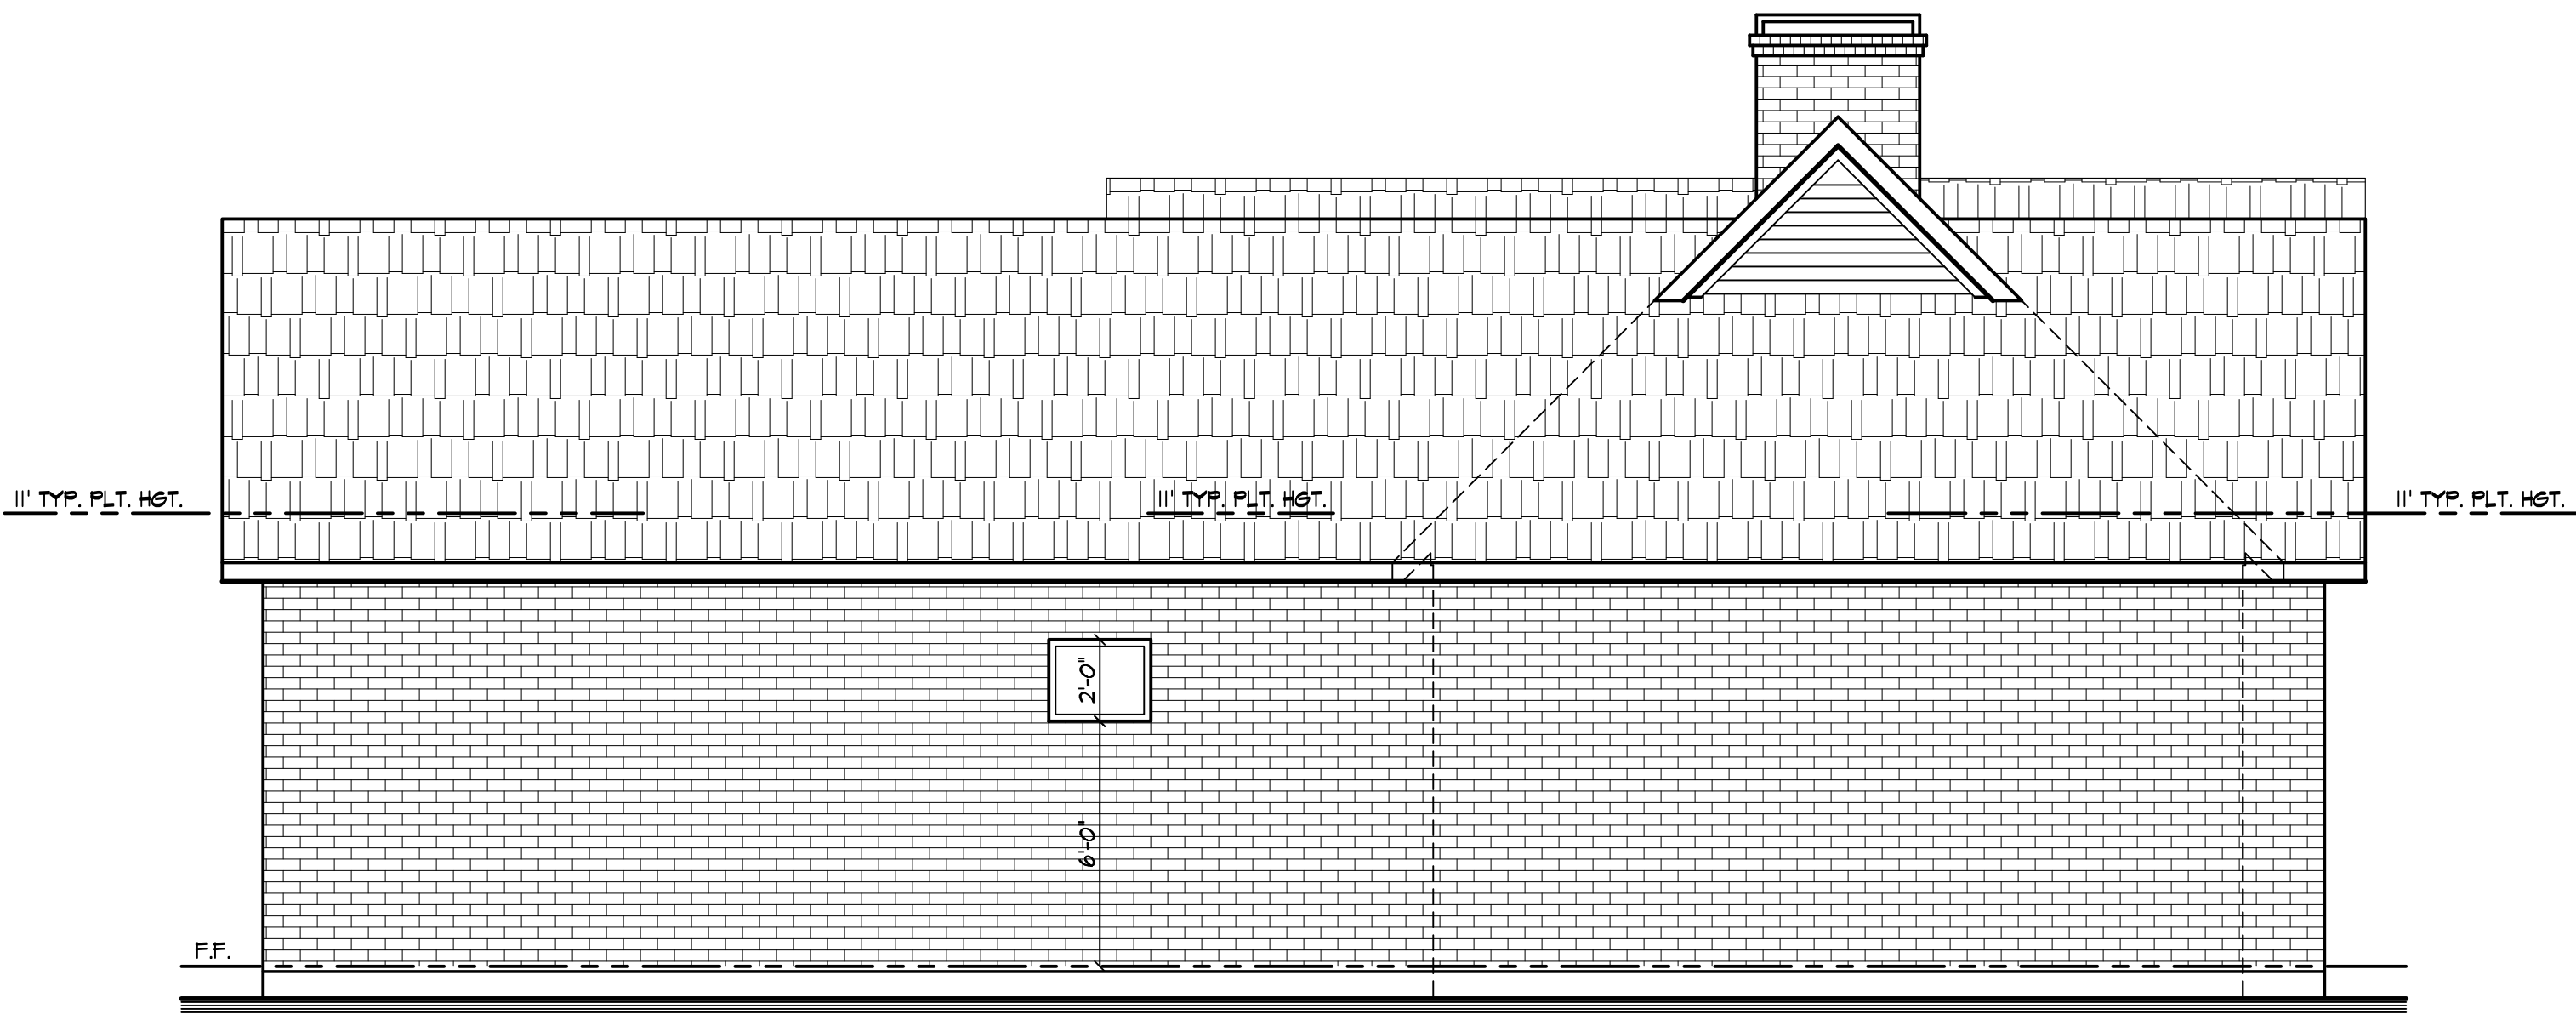 11' TYP. PLT. HGT.
11' TYP. PLT. HGT.
11' TYP. PLT. HGT.
2'-0"
6'-0"
F.F.